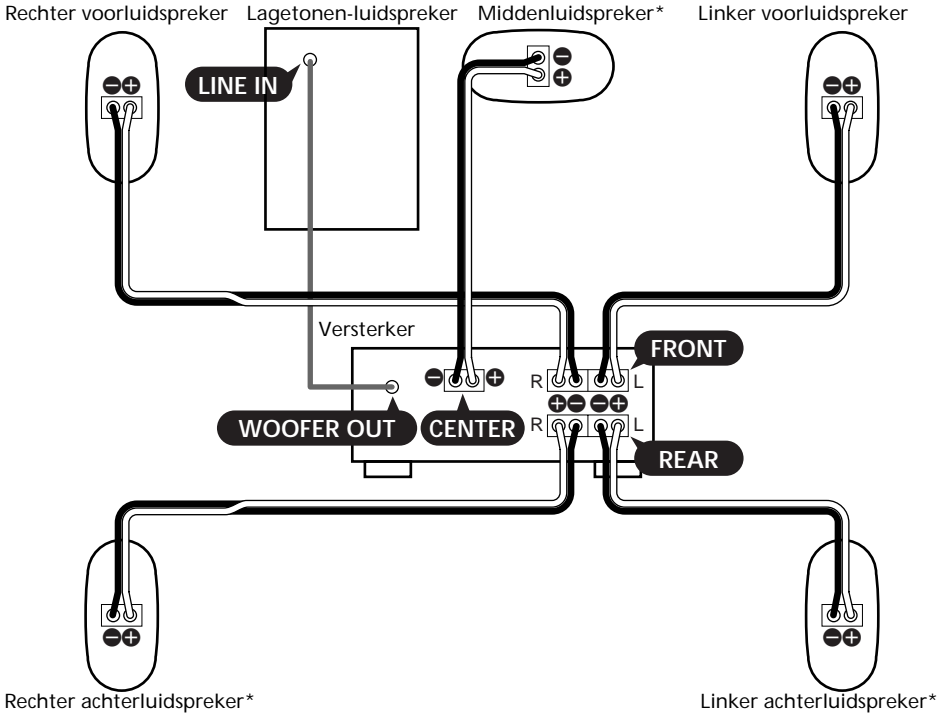 Rechter voorluidspreker
Lagetonen-luidspreker
Middenluidspreker*
Linker voorluidspreker
LINE IN
Versterker
FRONT
R
L
WOOFER OUT
CENTER
R
L
REAR
Rechter achterluidspreker*
Linker achterluidspreker*